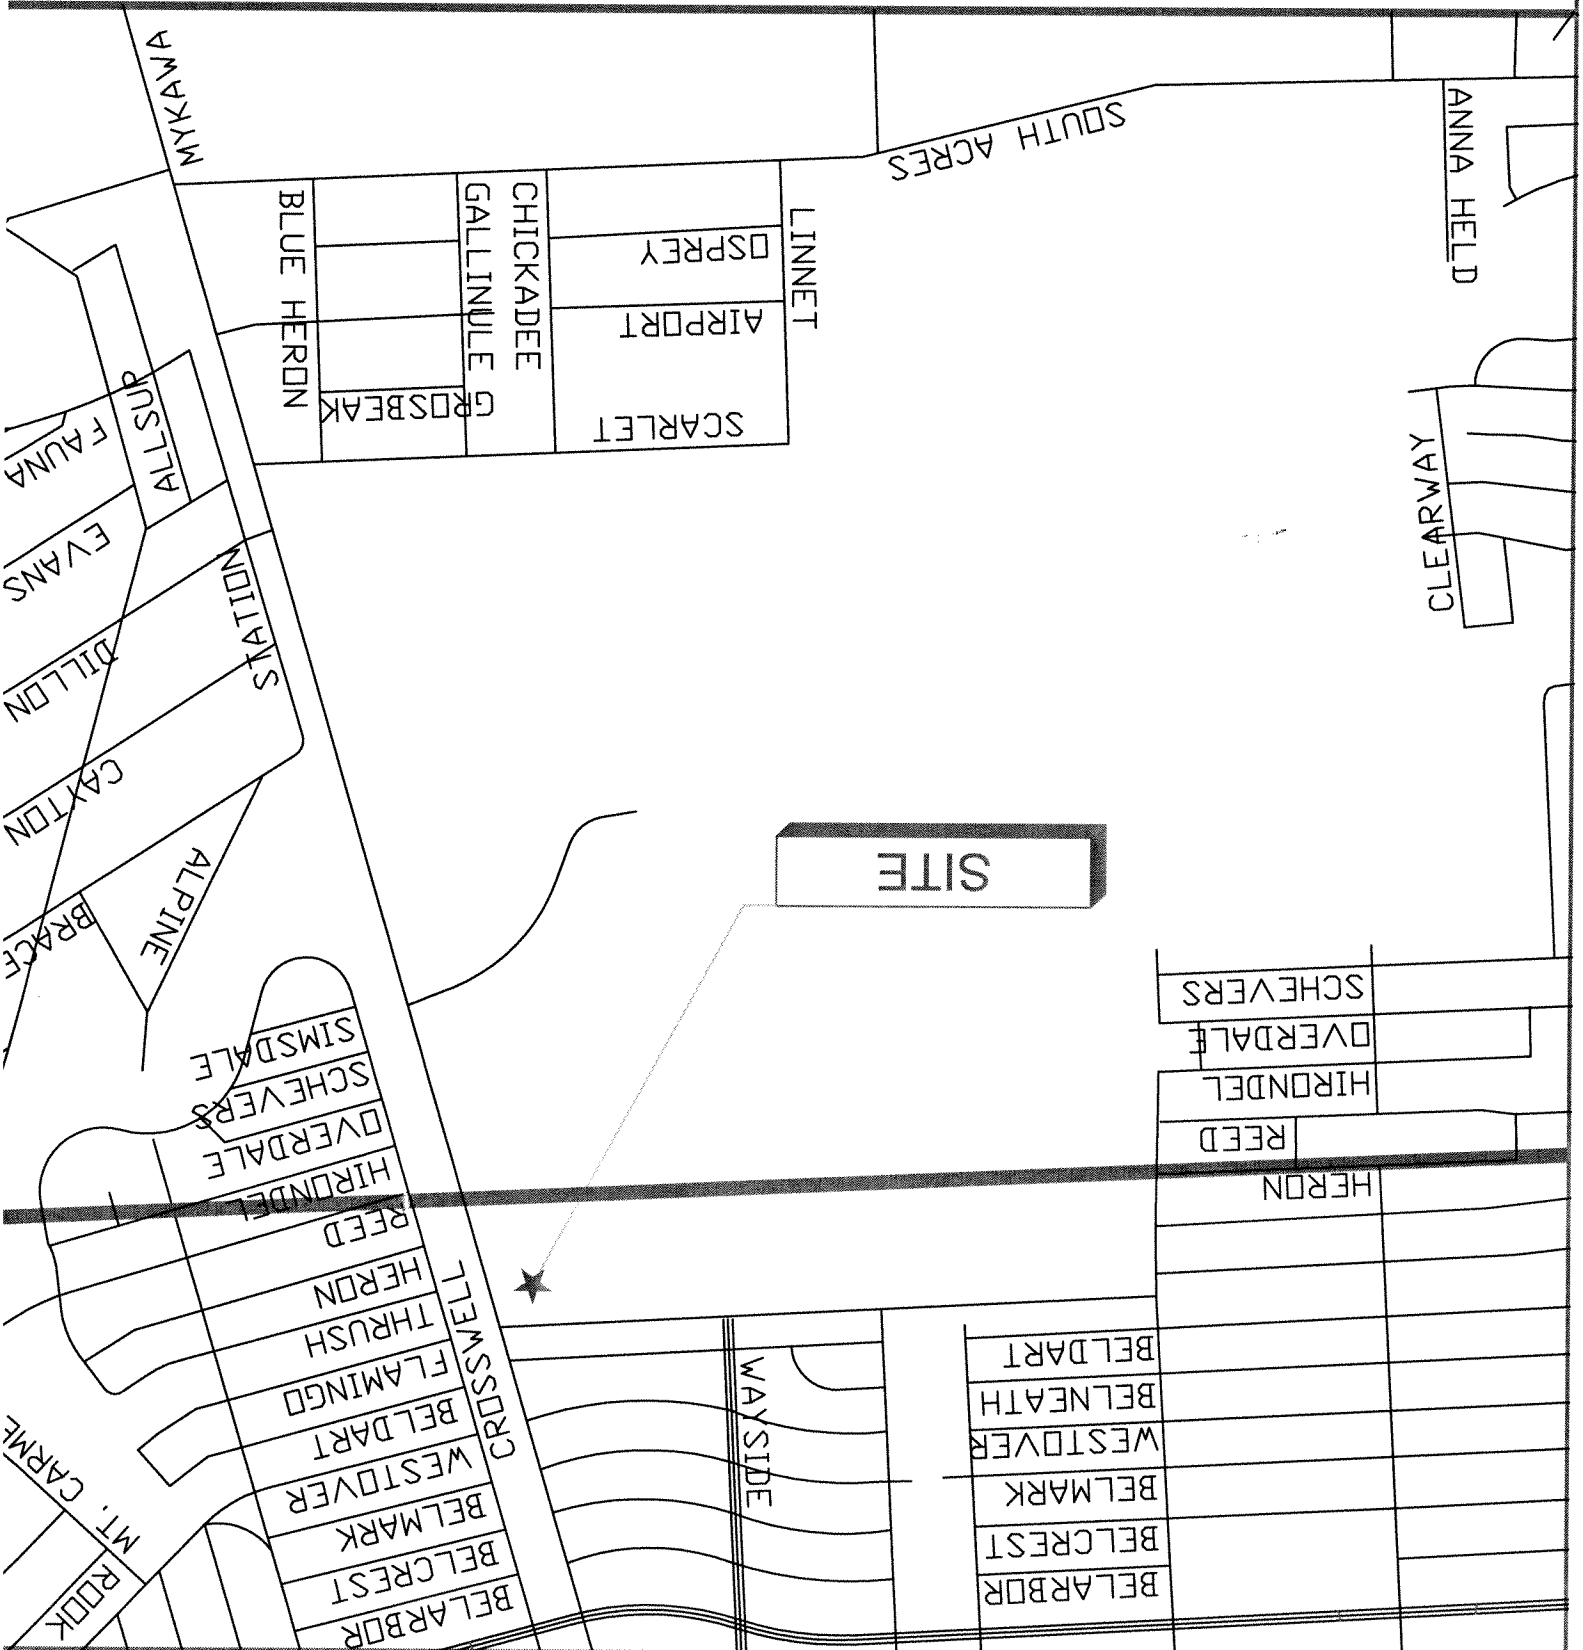 BELARBOR
BELARBOR
ROOK
BELCREST
BELCREST
MT. CARME
BELMARK
BELMARK
WESTOVER
WAYSIDE
WESTOVER
BELNEATH
BELDART
BELDART
CROSSWELL
FLAMINGO
THRUSH
HERON
HERON
REED
REED
HIRONDEL
HIRONDEL
OVERDALE
OVERDALE
SCHEVERS
SCHEVERS
SIMSDALE
SITE
ALPINE
BRACE
CAYTON
DILLON
STATION
CLEARWAY
EVANS
FAUNA
ALLSUP
SCARLET
GROSBEAK
AIRPORT
OSPREY
LINNET
CHICKADEE
GALLINULE
BLUE HERON
ANNA HELD
SOUTH ACRES
MYKAWA